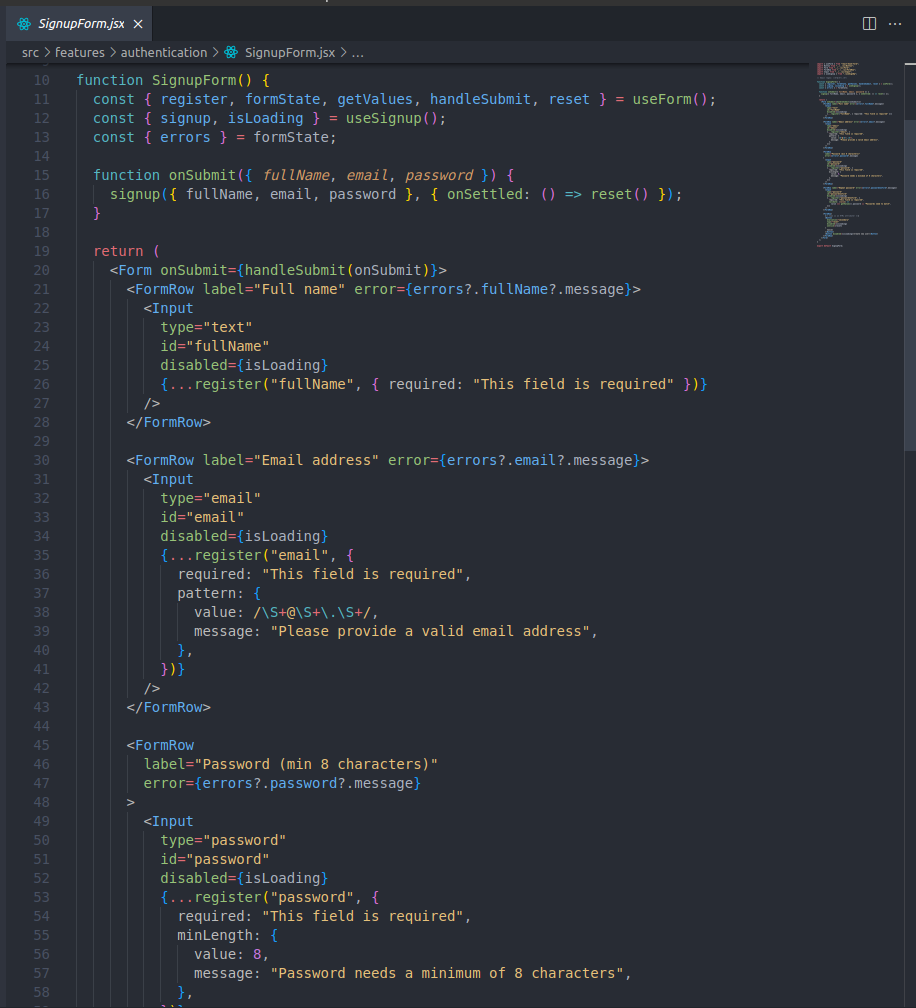 SignupForm.jsx
src > features > authentication > SignupForm.jsx > ...
10 function SignupForm() {
11 const { register, formState, getValues, handleSubmit, reset } = useForm();
12 const { signup, isLoading } = useSignup();
13 const { errors } = formState;
14
15 function onSubmit({ fullName, email, password }) {
16 signup({ fullName, email, password }, { onSettled: () => reset() });
17 }
18
19 return (
20 <Form onSubmit={handleSubmit(onSubmit)}>
21 <FormRow label="Full name" error={errors?.fullName?.message}>
22 <Input
23 type="text"
24 id="fullName"
25 disabled={isLoading}
26 {...register("fullName", { required: "This field is required" })}
27 />
28 </FormRow>
29
30 <FormRow label="Email address" error={errors?.email?.message}>
31 <Input
32 type="email"
33 id="email"
34 disabled={isLoading}
35 {...register("email", {
36 required: "This field is required",
37 pattern: {
38 value: /\S+@\S+\.\S+/,
39 message: "Please provide a valid email address",
40 },
41 })}
42 />
43 </FormRow>
44
45 <FormRow
46 label="Password (min 8 characters)"
47 error={errors?.password?.message}
48 >
49 <Input
50 type="password"
51 id="password"
52 disabled={isLoading}
53 {...register("password", {
54 required: "This field is required",
55 minLength: {
56 value: 8,
57 message: "Password needs a minimum of 8 characters",
58 },